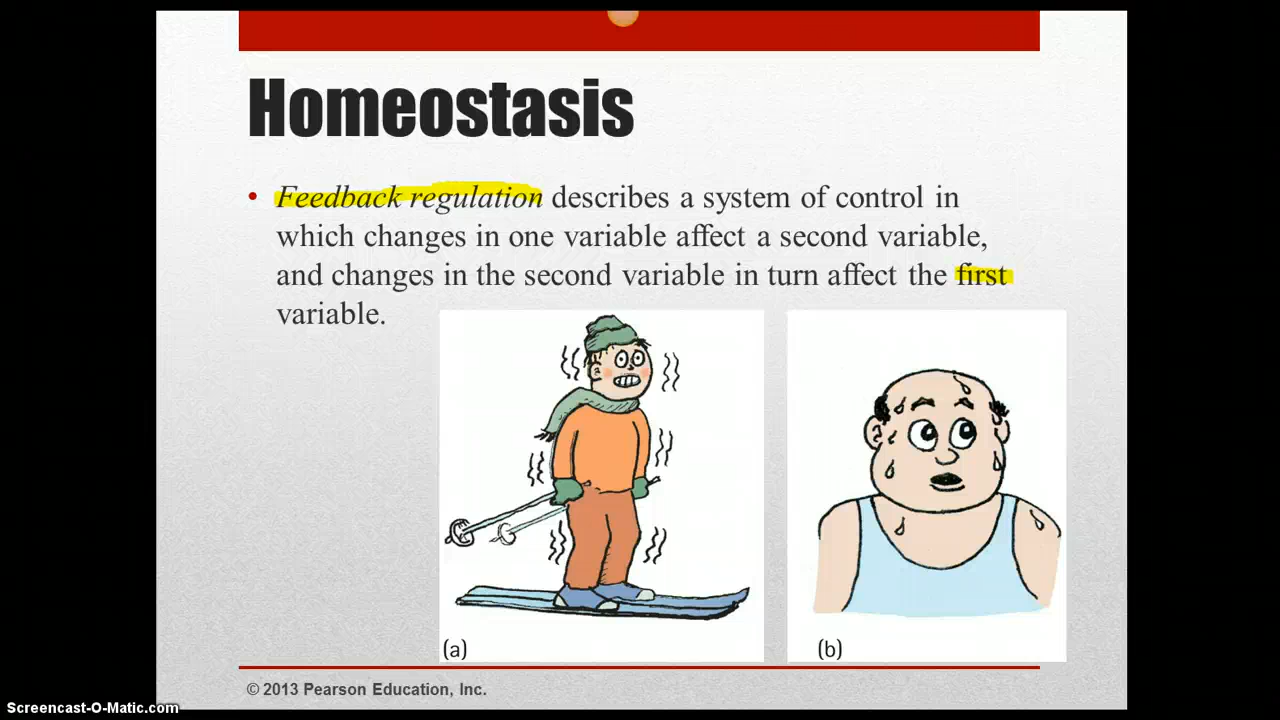 Homeostasis
• Feedback regulation describes a system of control in
which changes in one variable affect a second variable,
and changes in the second variable in turn affect the first
variable.
(a)
(b)
© 2013 Pearson Education, Inc.
Screencast-O-Matic.com